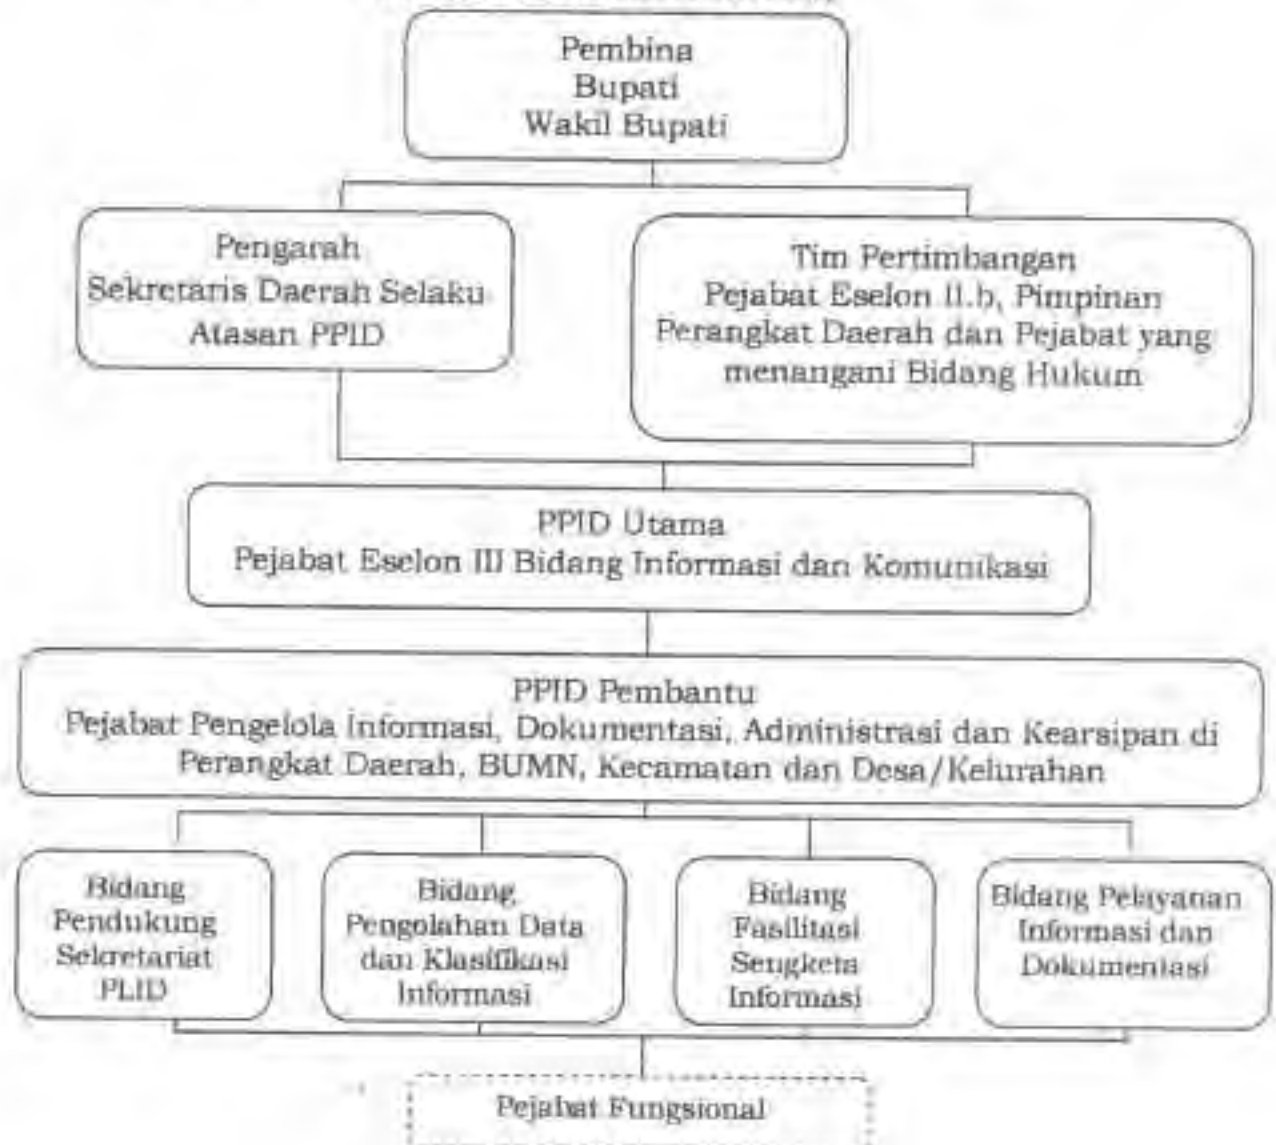 Pembina
Bupati
Wakil Bupati
Pengarah
Sekretaris Daerah Selaku
Atasan PPID
Tim Pertimbangan
Pejabat Eselon II.b, Pimpinan
Perangkat Daerah dan Pejabat yang
menangani Bidang Hukum
PPID Utama
Pejabat Eselon III Bidang Informasi dan Komunikasi
PPID Pembantu
Pejabat Pengelola Informasi, Dokumentasi, Administrasi dan Kearsipan di
Perangkat Daerah, BUMN, Kecamatan dan Desa/Kelurahan
Bidang
Pendukung
Sekretariat
PLID
Bidang
Pengolahan Data
dan Klasifikasi
Informasi
Bidang
Fasilitasi
Sengketa
Informasi
Bidang Pelayanan
Informasi dan
Dokumentasi
Pejabat Fungsional